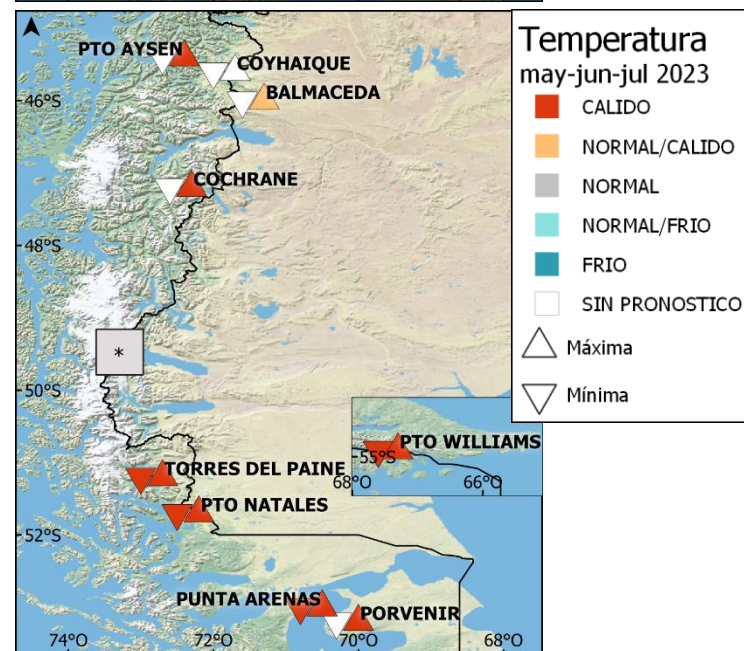 PTO AYSEN
COYHAIQUE
BALMACEDA
46°S
COCHRANE
48°S
*
50°S
PTO WILLIAMS
55°S
68°O
66°O
TORRES DEL PAINE
PTO NATALES
52°S
PUNTA ARENAS
PORVENIR
74°O
72°O
70°O
68°O
Temperatura
may-jun-jul 2023
CALIDO
NORMAL/CALIDO
NORMAL
NORMAL/FRIO
FRIO
SIN PRONOSTICO
Máxima
Mínima